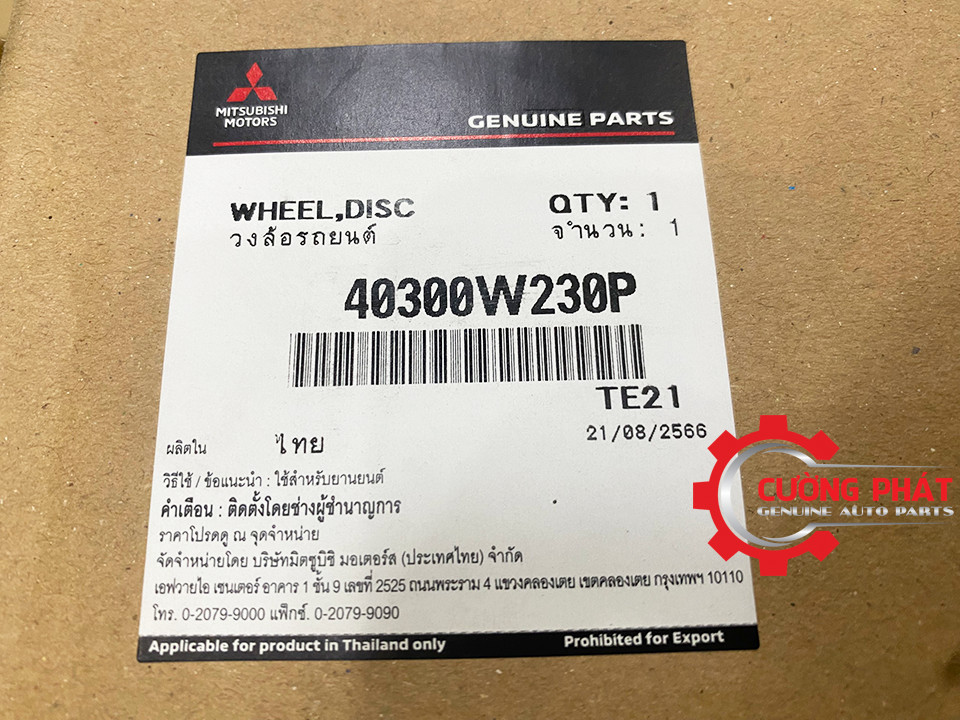 MITSUBISHI
MOTORS
GENUINE PARTS
WHEEL,DISC
QTY: 1
วงล้อรถยนต์
จำนวน: 1
40300W230P
TE21
21/08/2566
ผลิตใน ไทย
วิธีใช้ / ข้อแนะนำ : ใช้สำหรับยานยนต์
คำเตือน : ติดตั้งโดยช่างผู้ชำนาญการ
ราคาโปรดดู ณ จุดจำหน่าย
จัดจำหน่ายโดย บริษัทมิตซูบิชิ มอเตอร์ส (ประเทศไทย) จำกัด
เอฟวายไอ เซนเตอร์ อาคาร 1 ชั้น 9 เลขที่ 2525 ถนนพระราม 4 แขวงคลองเตย เขตคลองเตย กรุงเทพฯ 10110
โทร. 0-2079-9000 แฟ็กซ์. 0-2079-9090
Applicable for product in Thailand only
Prohibited for Export
CƯỜNG PHÁT
GENUINE AUTO PARTS